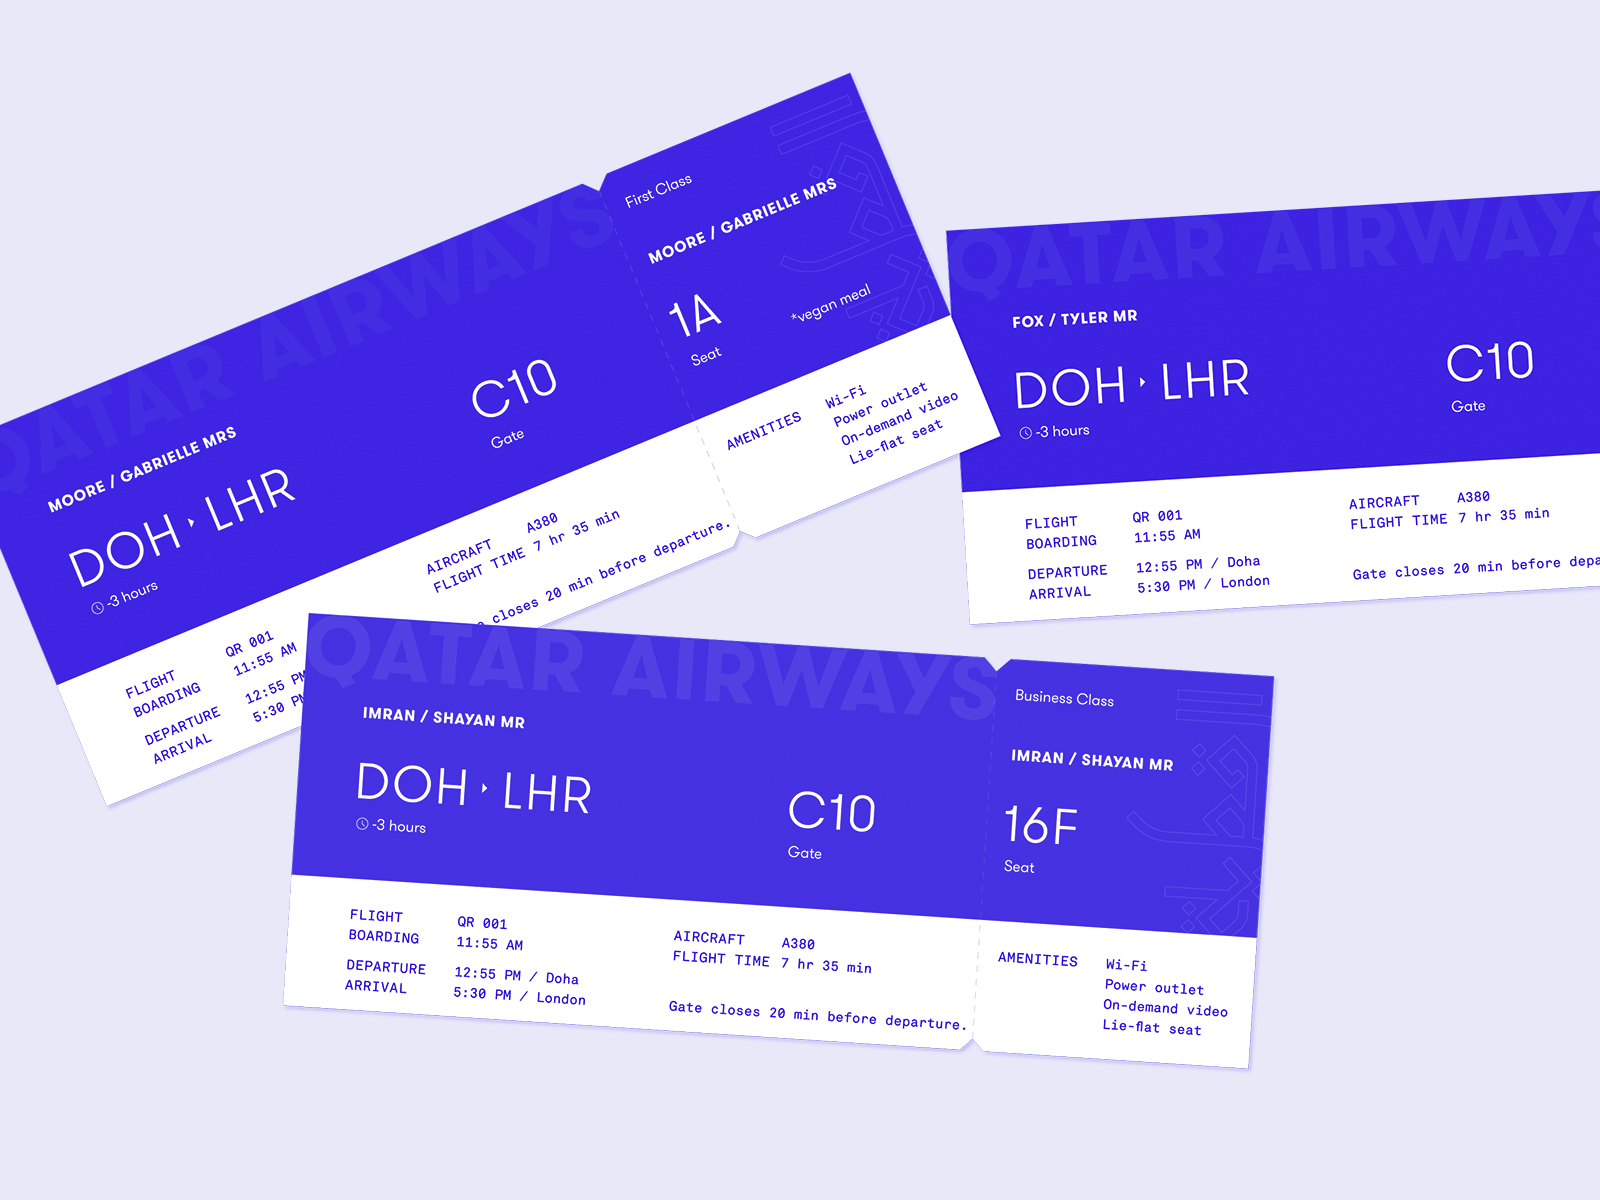 QATAR AIRWAYS
MOORE / GABRIELLE MRS
DOH ▸ LHR
-3 hours
C10
Gate
FLIGHT QR 001
BOARDING 11:55 AM
DEPARTURE 12:55 PM
ARRIVAL 5:30 PM
AIRCRAFT A380
FLIGHT TIME 7 hr 35 min
closes 20 min before departure.
First Class
MOORE / GABRIELLE MRS
1A
Seat
*vegan meal
AMENITIES Wi-Fi
Power outlet
On-demand video
Lie-flat seat
QATAR AIRWAYS
FOX / TYLER MR
DOH ▸ LHR
-3 hours
C10
Gate
FLIGHT QR 001
BOARDING 11:55 AM
DEPARTURE 12:55 PM / Doha
ARRIVAL 5:30 PM / London
AIRCRAFT A380
FLIGHT TIME 7 hr 35 min
Gate closes 20 min before depa
QATAR AIRWAYS
IMRAN / SHAYAN MR
DOH ▸ LHR
-3 hours
C10
Gate
FLIGHT QR 001
BOARDING 11:55 AM
DEPARTURE 12:55 PM / Doha
ARRIVAL 5:30 PM / London
AIRCRAFT A380
FLIGHT TIME 7 hr 35 min
Gate closes 20 min before departure.
Business Class
IMRAN / SHAYAN MR
16F
Seat
AMENITIES Wi-Fi
Power outlet
On-demand video
Lie-flat seat